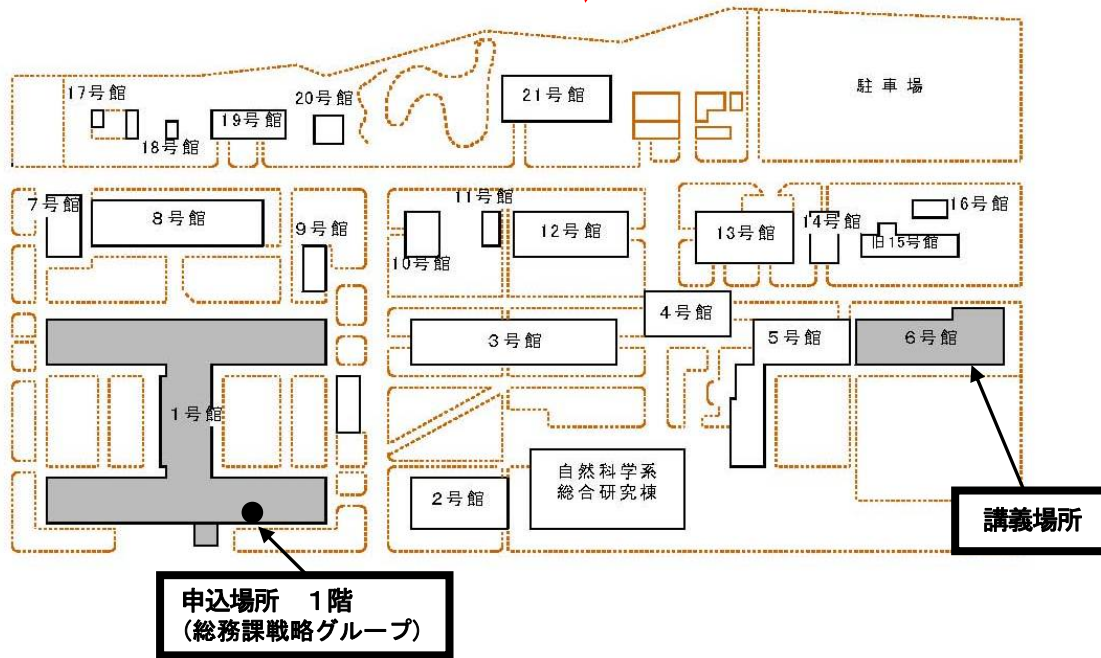 駐車場
17号館
18号館
19号館
20号館
21号館
7号館
8号館
9号館
10号館
11号館
12号館
13号館
14号館
旧15号館
16号館
1号館
3号館
4号館
5号館
6号館
2号館
自然科学系
総合研究棟
講義場所
申込場所　１階
(総務課戦略グループ)